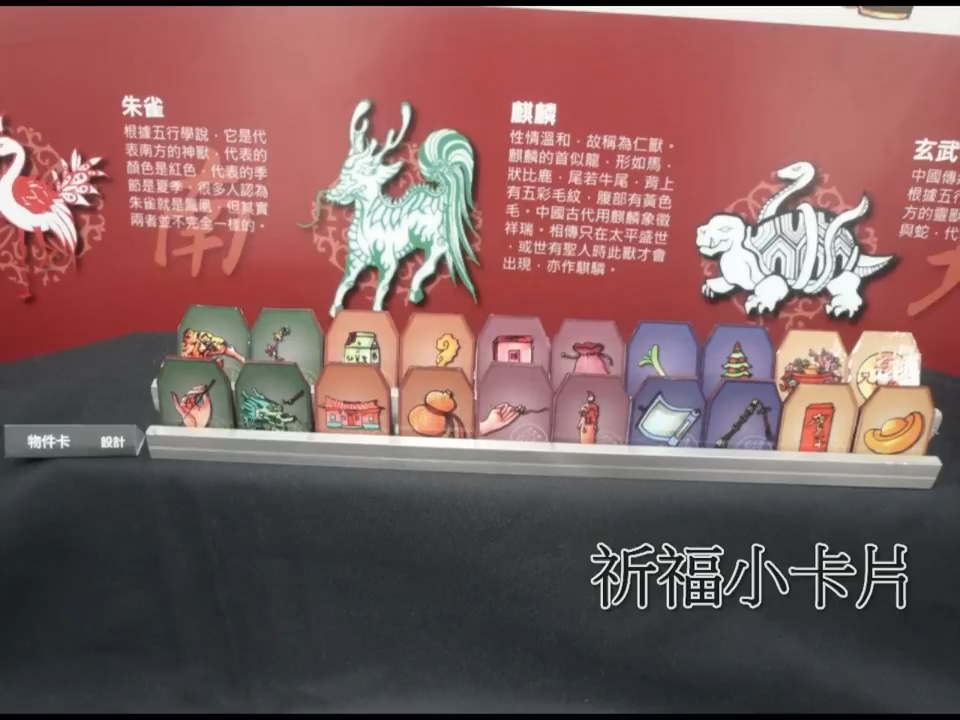 朱雀
根據五行學說，它是代
表南方的神獸，代表的
顏色是紅色，代表的季
節是夏季，很多人認為
朱雀就是鳳凰，但其實
兩者並不完全一樣的。
南
麒麟
性情溫和，故稱為仁獸。
麒麟的首似龍，形如馬，
狀比鹿，尾若牛尾，背上
有五彩毛紋，腹部有黃色
毛。中國古代用麒麟象徵
祥瑞。相傳只在太平盛世
，或世有聖人時此獸才會
出現，亦作麒麟。
玄武
中國傳
根據五行
方的靈獸
與蛇，代
物件卡 設計
祈福小卡片